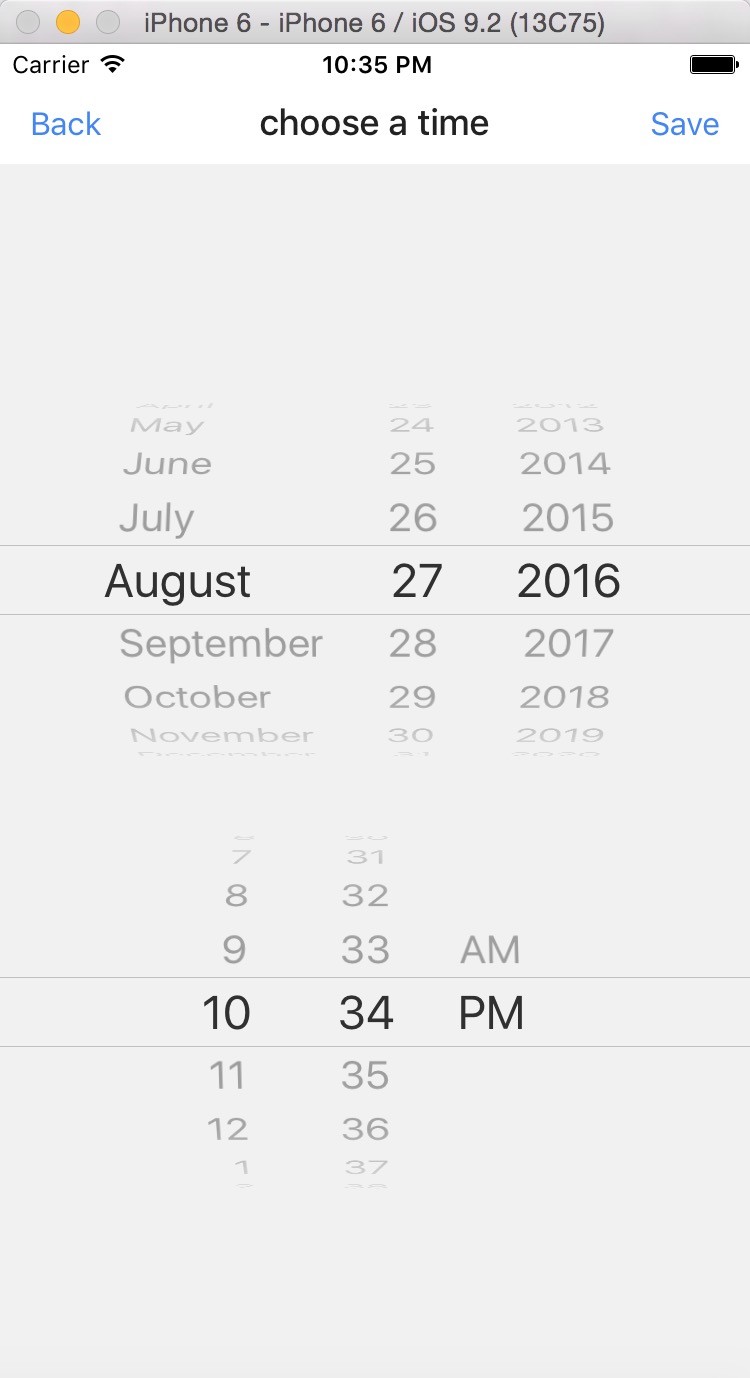 iPhone 6 - iPhone 6 / iOS 9.2 (13C75)
Carrier 10:35 PM
Back choose a time Save
May 24 2013
June 25 2014
July 26 2015
August 27 2016
September 28 2017
October 29 2018
November 30 2019
7 31
8 32
9 33 AM
10 34 PM
11 35
12 36
1 37